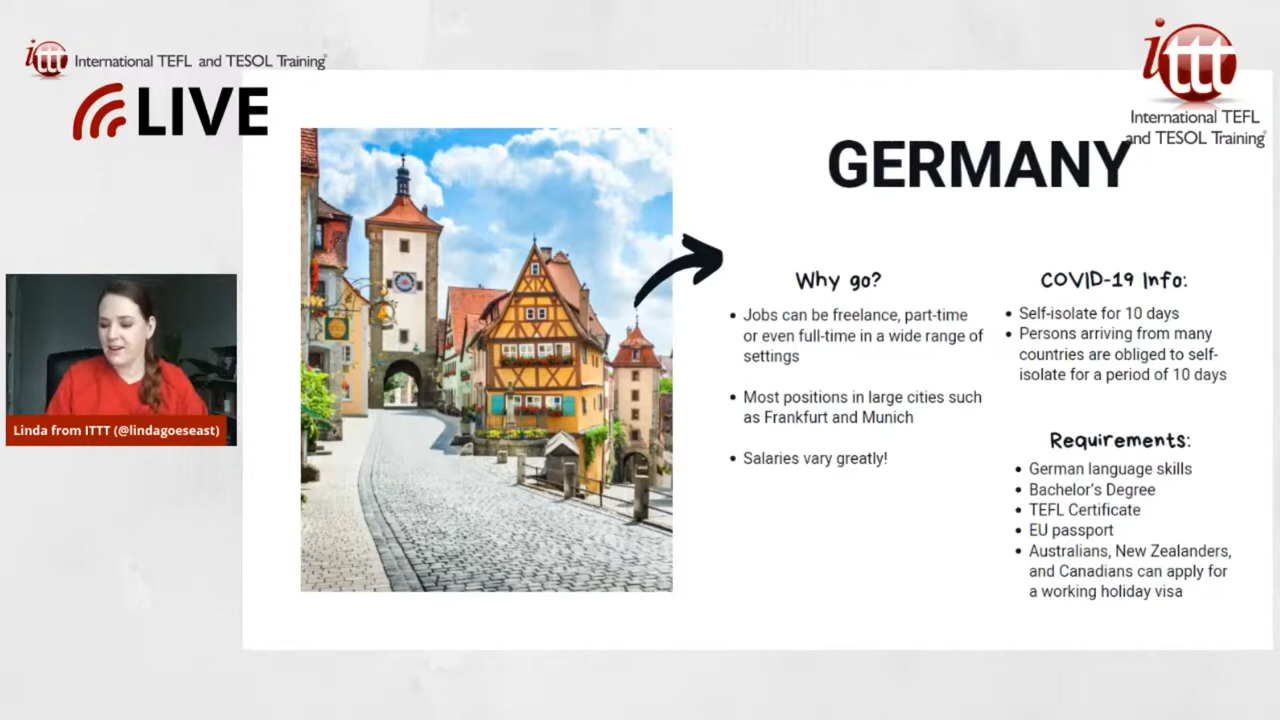 ittt International TEFL and TESOL Training
LIVE
ittt
International TEFL
and TESOL Training
GERMANY
Why go?
• Jobs can be freelance, part-time
or even full-time in a wide range of
settings
• Most positions in large cities such
as Frankfurt and Munich
• Salaries vary greatly!
COVID-19 Info:
• Self-isolate for 10 days
• Persons arriving from many
countries are obliged to self-
isolate for a period of 10 days
Requirements:
• German language skills
• Bachelor's Degree
• TEFL Certificate
• EU passport
• Australians, New Zealanders,
and Canadians can apply for
a working holiday visa
Linda from ITTT (@lindagoeseast)